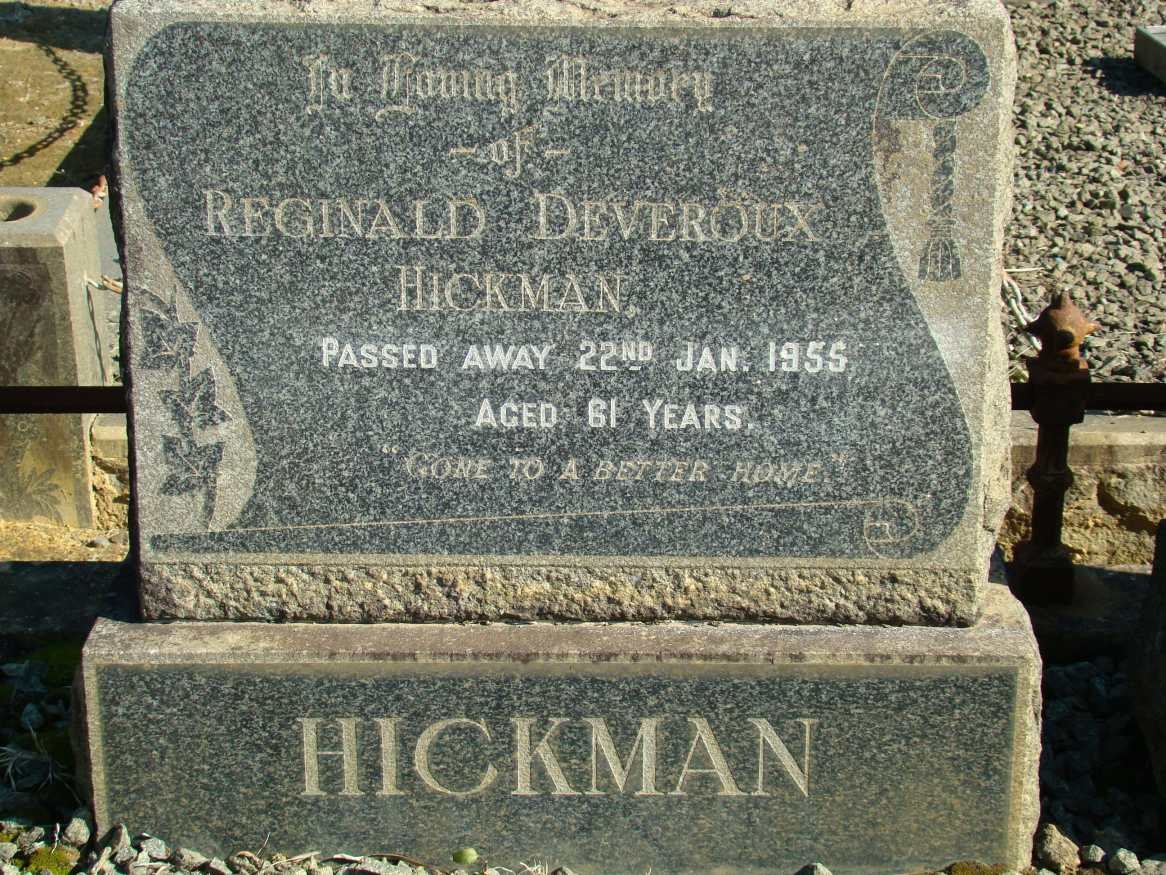 In Loving Memory
- of -
REGINALD DEVEROUX
HICKMAN,
PASSED AWAY 22ND JAN. 1955
AGED 61 YEARS.
"GONE TO A BETTER HOME."
HICKMAN